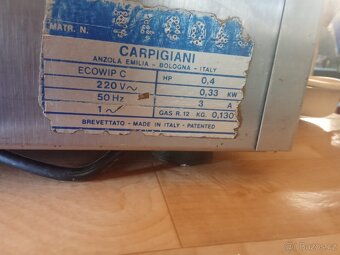 MATR. N.
CARPIGIANI
ANZOLA EMILIA - BOLOGNA - ITALY
ECOWIP C HP 0,4
220 V~ 0,33 KW
50 Hz 3 A
1~ GAS R.12 KG. 0,130
BREVETTATO - MADE IN ITALY - PATENTED